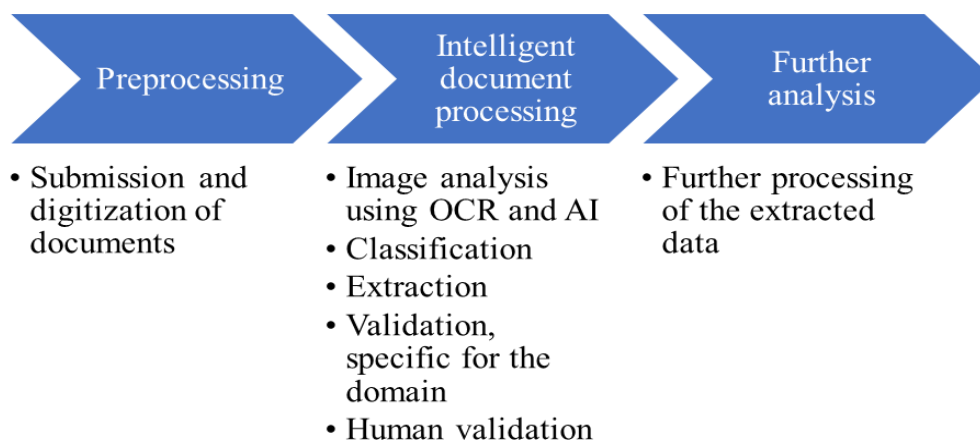 Preprocessing
• Submission and
digitization of
documents
Intelligent
document
processing
• Image analysis
using OCR and AI
• Classification
• Extraction
• Validation,
specific for the
domain
• Human validation
Further
analysis
• Further processing
of the extracted
data